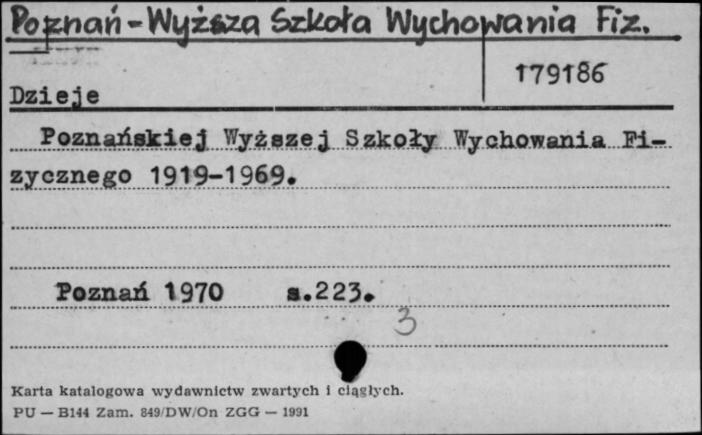 Poznań-Wyższa Szkoła Wychowania Fiz.
179186
Dzieje
Poznańskiej Wyższej Szkoły Wychowania Fi-
zycznego 1919-1969.
Poznań 1970 s.223.
3
Karta katalogowa wydawnictw zwartych i ciągłych.
PU — B144 Zam. 849/DW/On ZGG — 1991